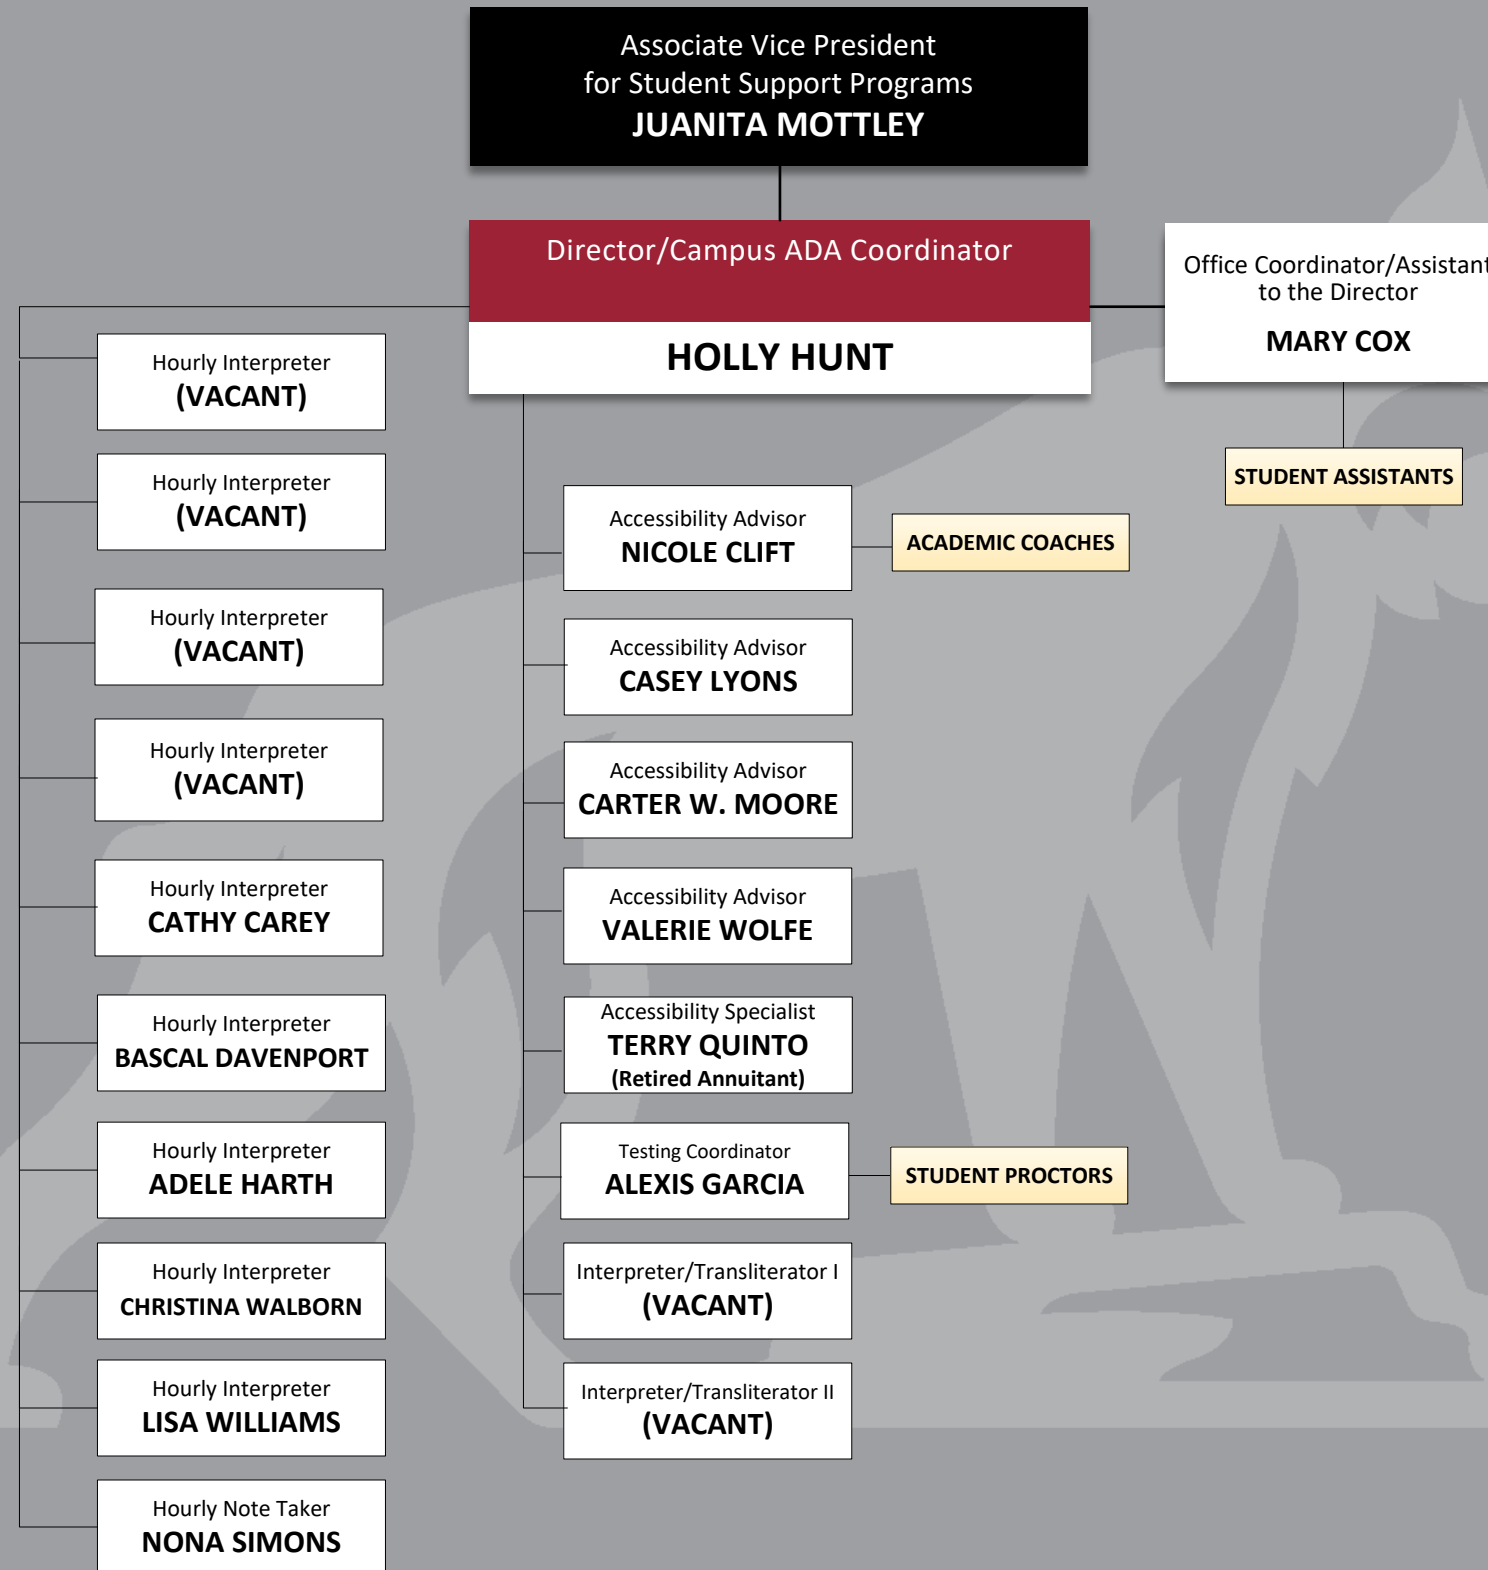 Associate Vice President
for Student Support Programs
JUANITA MOTTLEY
Director/Campus ADA Coordinator
HOLLY HUNT
Office Coordinator/Assistant
to the Director
MARY COX
STUDENT ASSISTANTS
Hourly Interpreter
(VACANT)
Hourly Interpreter
(VACANT)
Hourly Interpreter
(VACANT)
Hourly Interpreter
(VACANT)
Hourly Interpreter
CATHY CAREY
Hourly Interpreter
BASCAL DAVENPORT
Hourly Interpreter
ADELE HARTH
Hourly Interpreter
CHRISTINA WALBORN
Hourly Interpreter
LISA WILLIAMS
Hourly Note Taker
NONA SIMONS
Accessibility Advisor
NICOLE CLIFT
ACADEMIC COACHES
Accessibility Advisor
CASEY LYONS
Accessibility Advisor
CARTER W. MOORE
Accessibility Advisor
VALERIE WOLFE
Accessibility Specialist
TERRY QUINTO
(Retired Annuitant)
Testing Coordinator
ALEXIS GARCIA
STUDENT PROCTORS
Interpreter/Transliterator I
(VACANT)
Interpreter/Transliterator II
(VACANT)